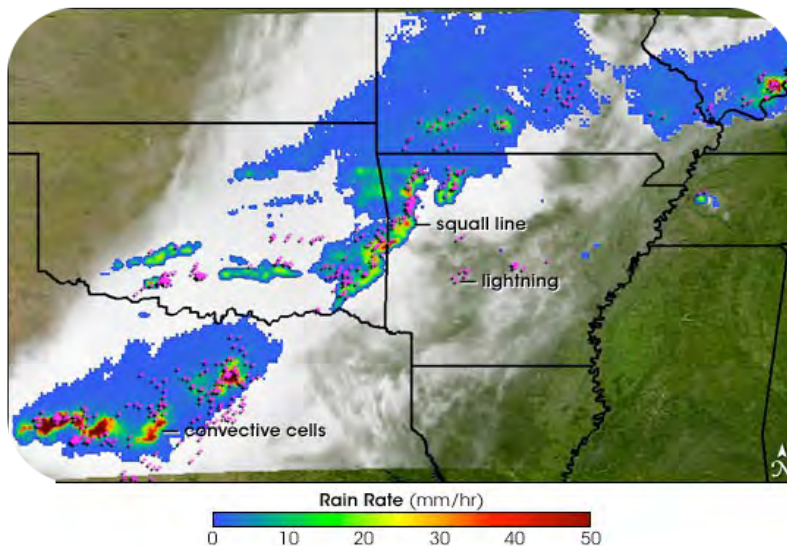 squall line
lightning
convective cells
N
Rain Rate (mm/hr)
0 10 20 30 40 50